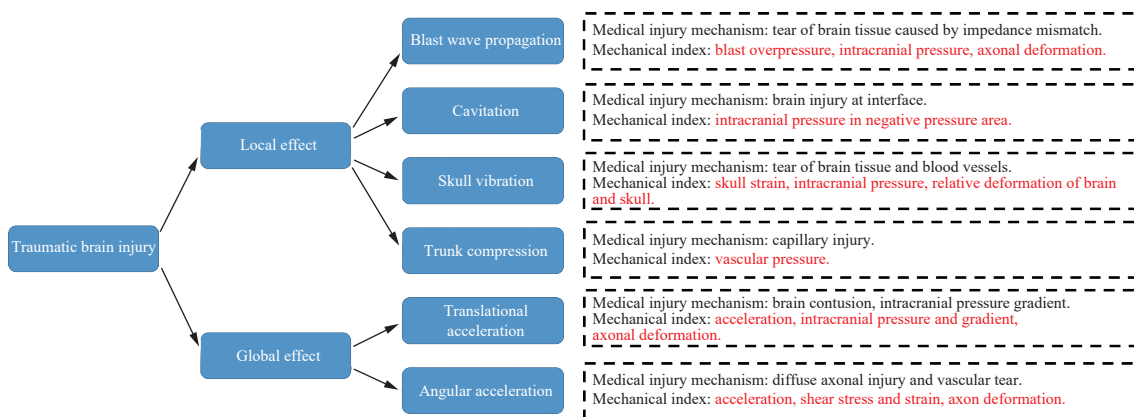 Blast wave propagation
Medical injury mechanism: tear of brain tissue caused by impedance mismatch.
Mechanical index: blast overpressure, intracranial pressure, axonal deformation.
Cavitation
Medical injury mechanism: brain injury at interface.
Mechanical index: intracranial pressure in negative pressure area.
Local effect
Skull vibration
Medical injury mechanism: tear of brain tissue and blood vessels.
Mechanical index: skull strain, intracranial pressure, relative deformation of brain
and skull.
Traumatic brain injury
Trunk compression
Medical injury mechanism: capillary injury.
Mechanical index: vascular pressure.
Translational
acceleration
Medical injury mechanism: brain contusion, intracranial pressure gradient.
Mechanical index: acceleration, intracranial pressure and gradient,
axonal deformation.
Global effect
Angular acceleration
Medical injury mechanism: diffuse axonal injury and vascular tear.
Mechanical index: acceleration, shear stress and strain, axon deformation.